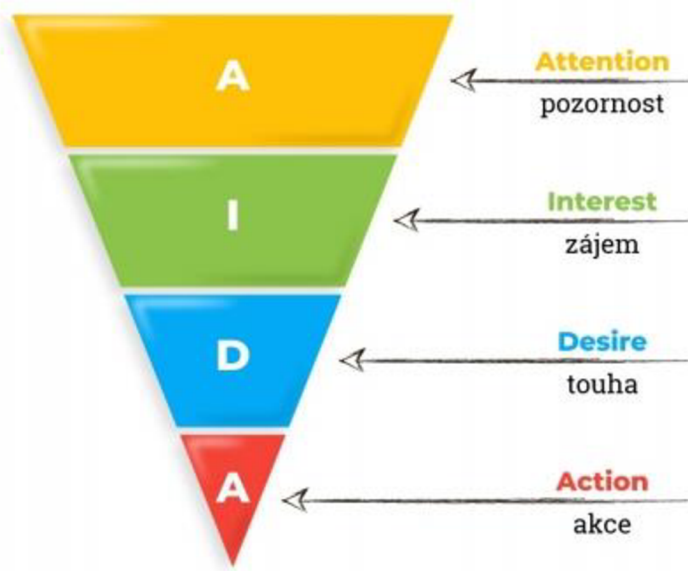 A
Attention
pozornost
I
Interest
zájem
D
Desire
touha
A
Action
akce